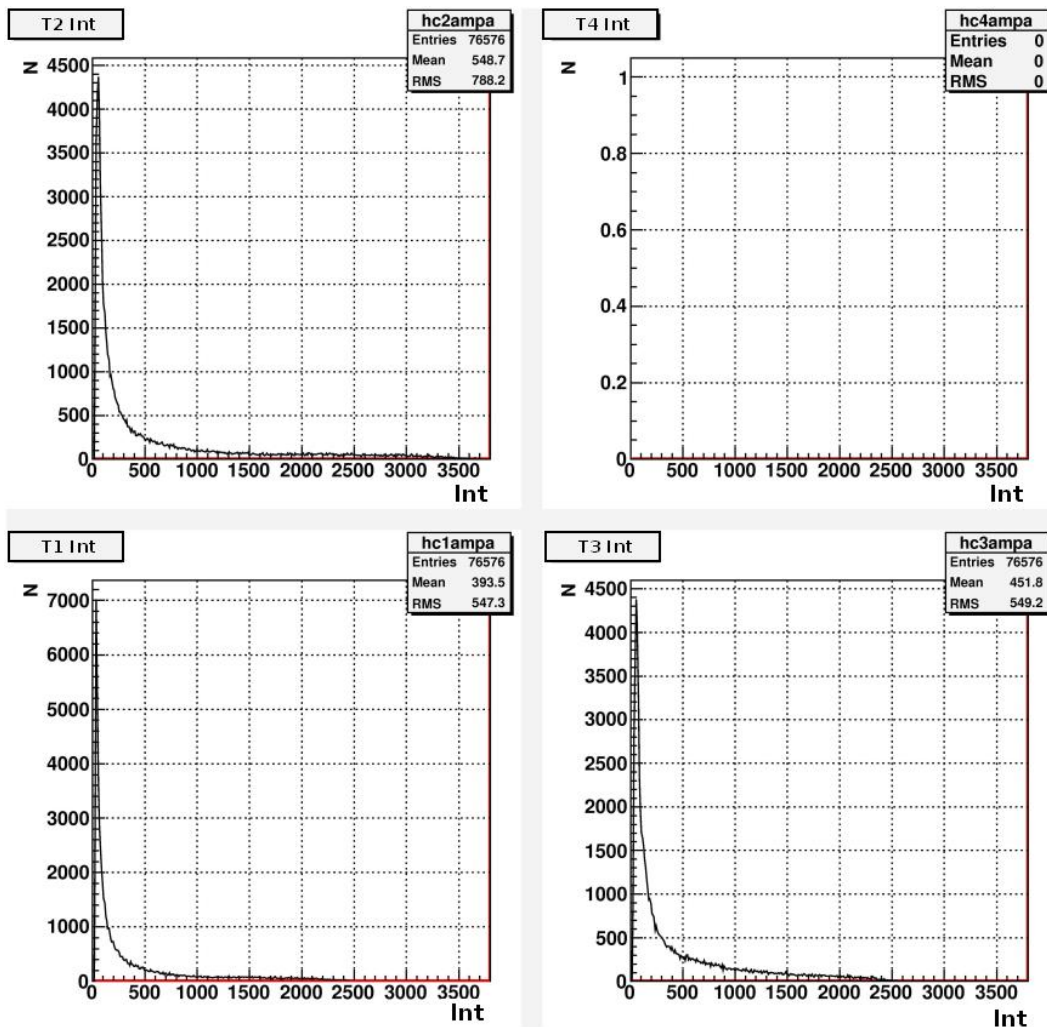 T2 Int
hc2ampa
Entries 76576
Mean 548.7
RMS 788.2
N
4500
4000
3500
3000
2500
2000
1500
1000
500
0
0 500 1000 1500 2000 2500 3000 3500
Int
T4 Int
hc4ampa
Entries 0
Mean 0
RMS 0
N
1
0.8
0.6
0.4
0.2
0
0 500 1000 1500 2000 2500 3000 3500
Int
T1 Int
hc1ampa
Entries 76576
Mean 393.5
RMS 547.3
N
7000
6000
5000
4000
3000
2000
1000
0
0 500 1000 1500 2000 2500 3000 3500
Int
T3 Int
hc3ampa
Entries 76576
Mean 451.8
RMS 549.2
N
4500
4000
3500
3000
2500
2000
1500
1000
500
0
0 500 1000 1500 2000 2500 3000 3500
Int